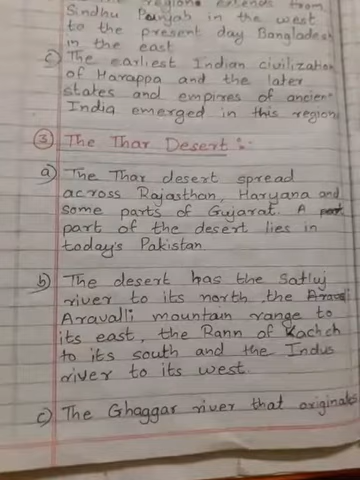 regions extends from
Sindhu Punjab in the west
to the present day Bangladesh
in the east
c) The earliest Indian civilization
of Harappa and the later
states and empires of ancient
India emerged in this region
③ The Thar Desert :-
a) The Thar desert spread
across Rajasthan, Haryana and
some parts of Gujarat. A
part of the desert lies in
today's Pakistan
b) The desert has the Satluj
river to its north, the
Aravalli mountain range to
its east, the Rann of Kachch
to its south and the Indus
river to its west.
c) The Ghaggar river that originates